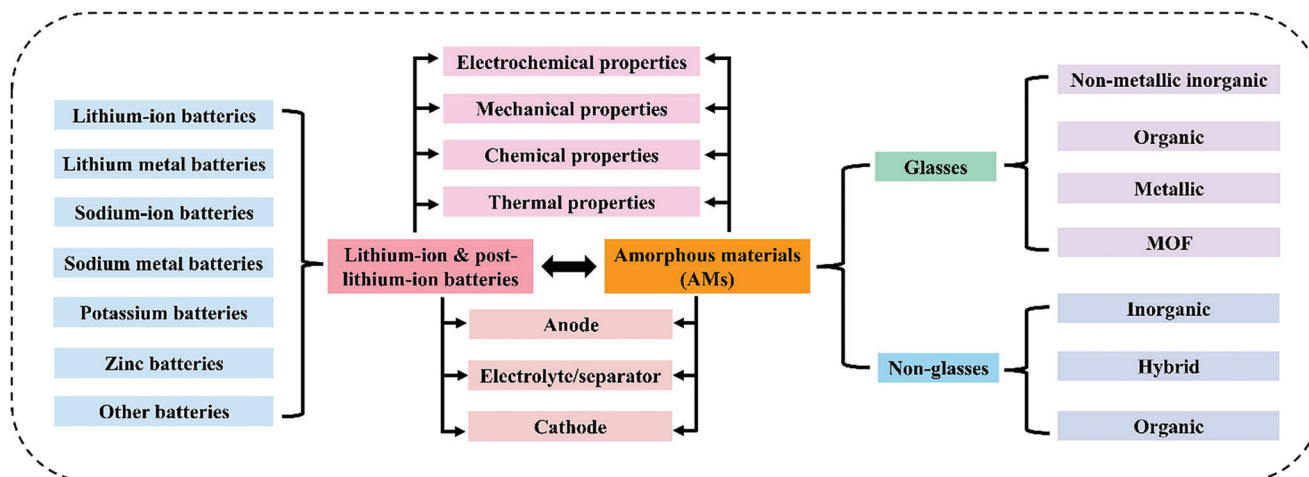 Lithium-ion batteries
Lithium metal batteries
Sodium-ion batteries
Sodium metal batteries
Potassium batteries
Zinc batteries
Other batteries
Electrochemical properties
Mechanical properties
Chemical properties
Thermal properties
Lithium-ion & post-
lithium-ion batteries
Amorphous materials
(AMs)
Anode
Electrolyte/separator
Cathode
Glasses
Non-glasses
Non-metallic inorganic
Organic
Metallic
MOF
Inorganic
Hybrid
Organic